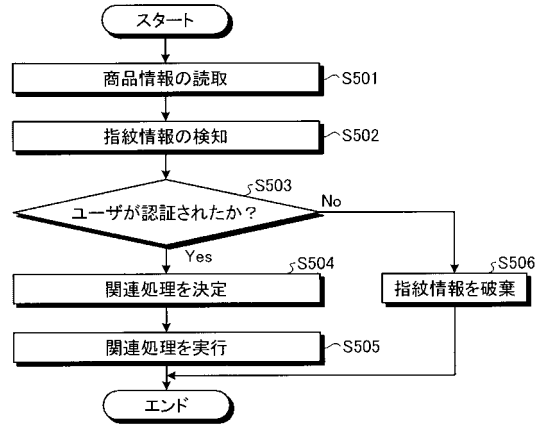 スタート
商品情報の読取
S501
指紋情報の検知
S502
S503
ユーザが認証されたか?
No
Yes
S504
関連処理を決定
S506
指紋情報を破棄
関連処理を実行
S505
エンド